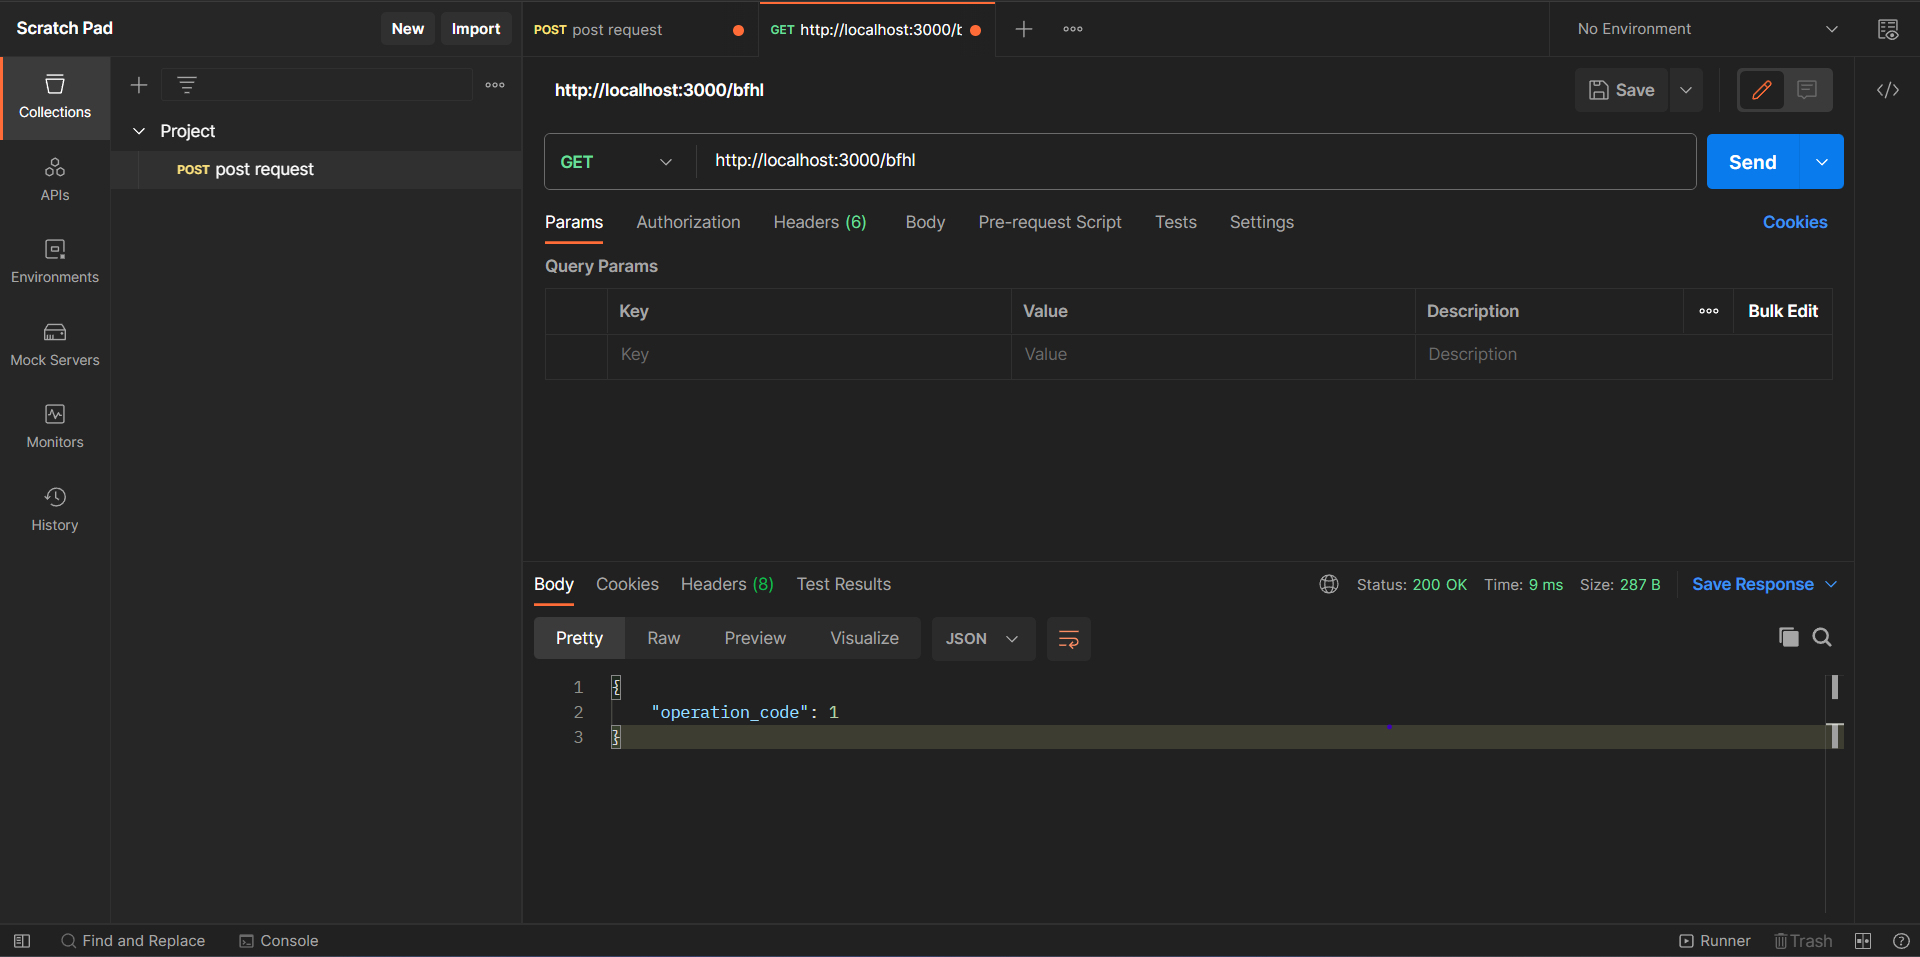 Scratch Pad
New
Import
POST post request
GET http://localhost:3000/b
No Environment
Collections
APIs
Environments
Mock Servers
Monitors
History
Project
POST post request
http://localhost:3000/bfhl
Save
GET
http://localhost:3000/bfhl
Send
Params Authorization Headers (6) Body Pre-request Script Tests Settings Cookies
Query Params
Key Value Description Bulk Edit
Key Value Description
Body Cookies Headers (8) Test Results Status: 200 OK Time: 9 ms Size: 287 B Save Response
Pretty Raw Preview Visualize JSON
1 {
2 "operation_code": 1
3 }
Find and Replace Console Runner Trash